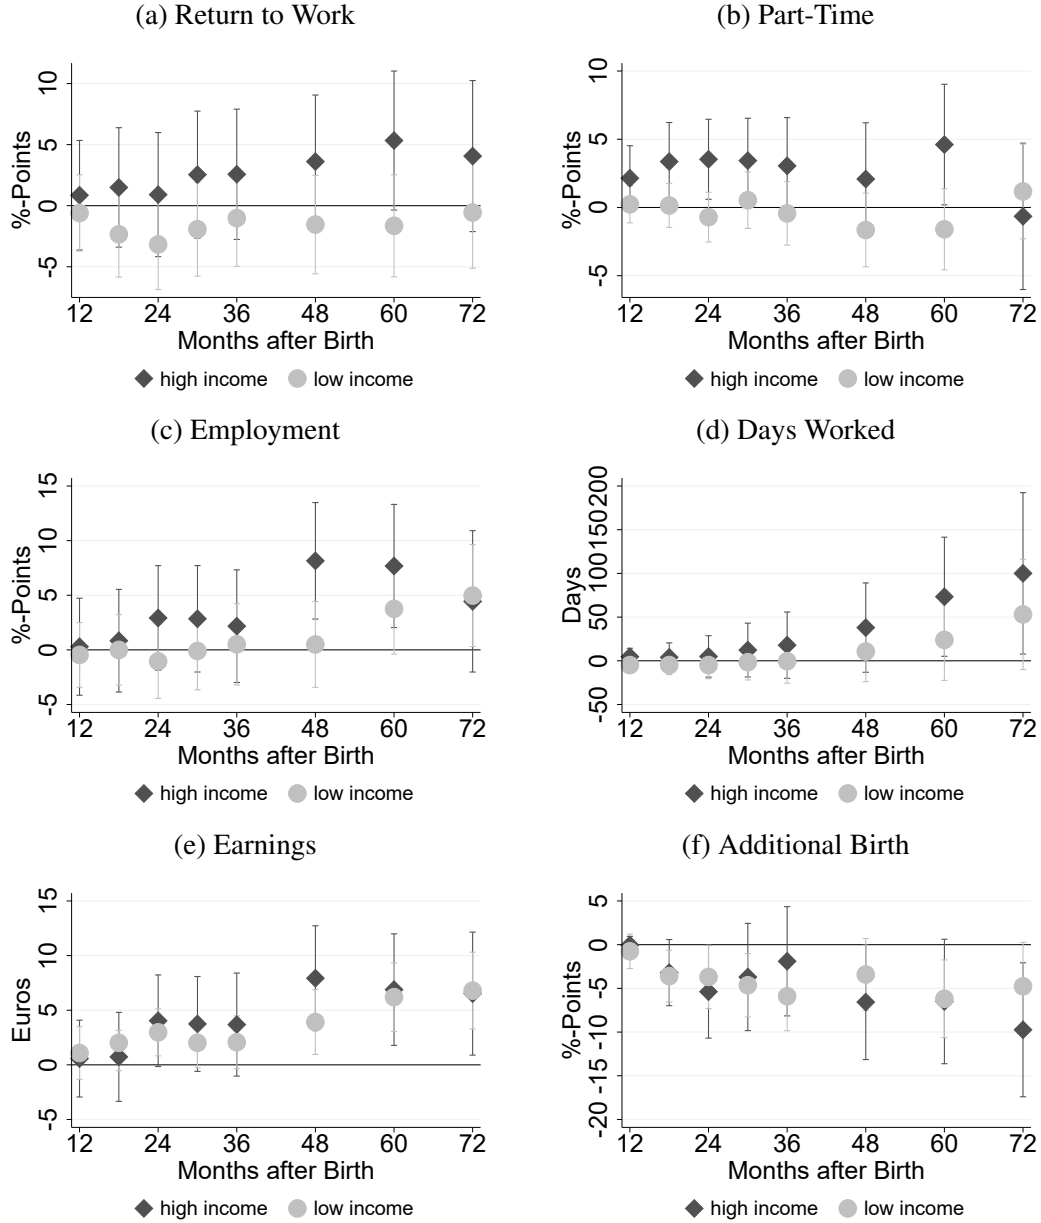 (a) Return to Work
10
5
0
-5
%-Points
12 24 36 48 60 72
Months after Birth
high income low income
(b) Part-Time
10
5
0
-5
%-Points
12 24 36 48 60 72
Months after Birth
high income low income
(c) Employment
15
10
5
0
-5
%-Points
12 24 36 48 60 72
Months after Birth
high income low income
(d) Days Worked
200
150
100
50
0
-50
Days
12 24 36 48 60 72
Months after Birth
high income low income
(e) Earnings
15
10
5
0
-5
Euros
12 24 36 48 60 72
Months after Birth
high income low income
(f) Additional Birth
5
0
-5
-10
-15
-20
%-Points
12 24 36 48 60 72
Months after Birth
high income low income